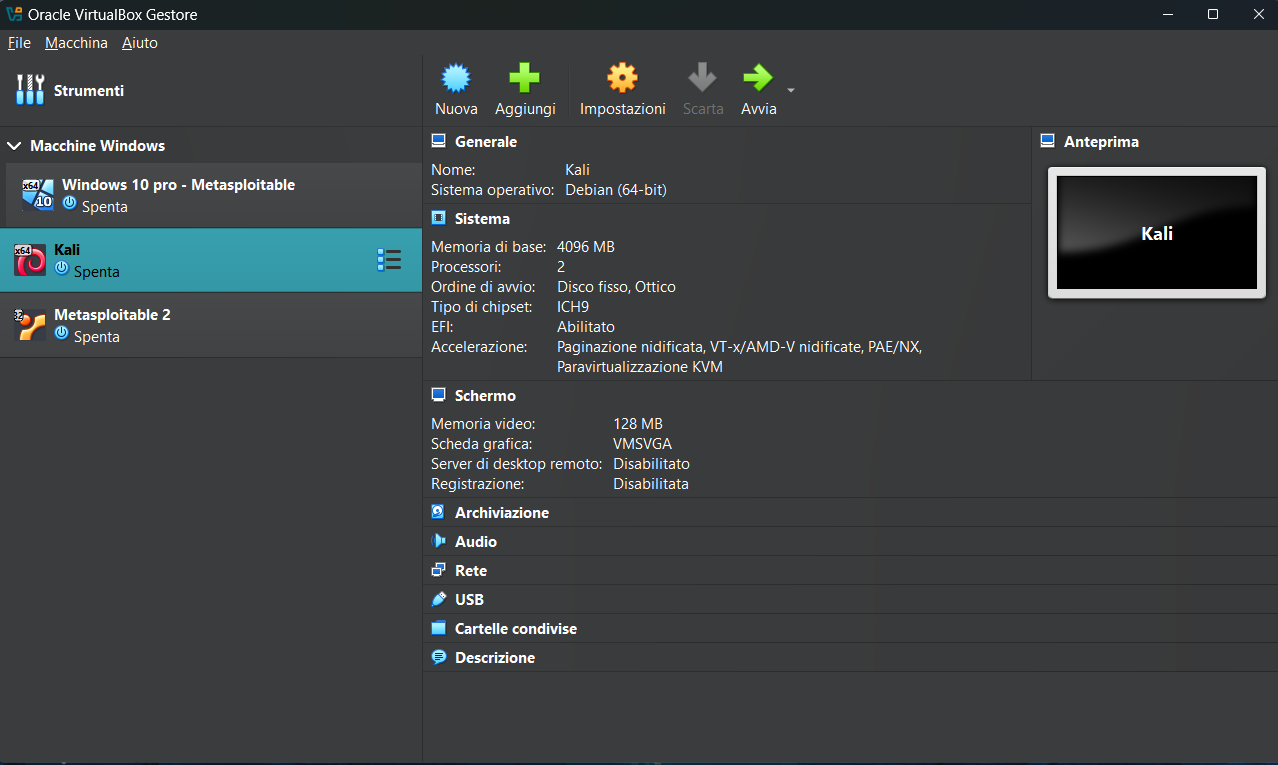 Oracle VirtualBox Gestore
File Macchina Aiuto
Strumenti
Nuova Aggiungi Impostazioni Scarta Avvia
Macchine Windows
x64
10
Windows 10 pro - Metasploitable
Spenta
x64
Kali
Spenta
32
Metasploitable 2
Spenta
Generale
Nome: Kali
Sistema operativo: Debian (64-bit)
Sistema
Memoria di base: 4096 MB
Processori: 2
Ordine di avvio: Disco fisso, Ottico
Tipo di chipset: ICH9
EFI: Abilitato
Accelerazione: Paginazione nidificata, VT-x/AMD-V nidificate, PAE/NX,
Paravirtualizzazione KVM
Anteprima
Kali
Schermo
Memoria video: 128 MB
Scheda grafica: VMSVGA
Server di desktop remoto: Disabilitato
Registrazione: Disabilitata
Archiviazione
Audio
Rete
USB
Cartelle condivise
Descrizione